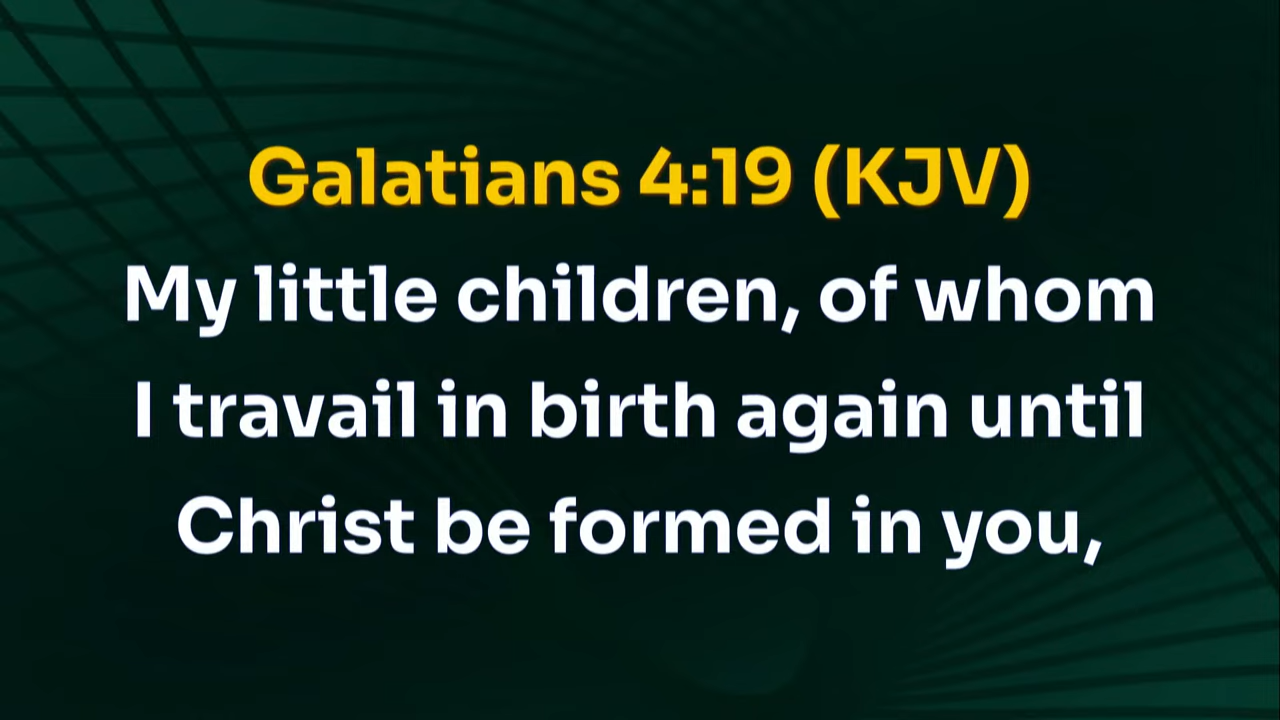 Galatians 4:19 (KJV)
My little children, of whom
I travail in birth again until
Christ be formed in you,